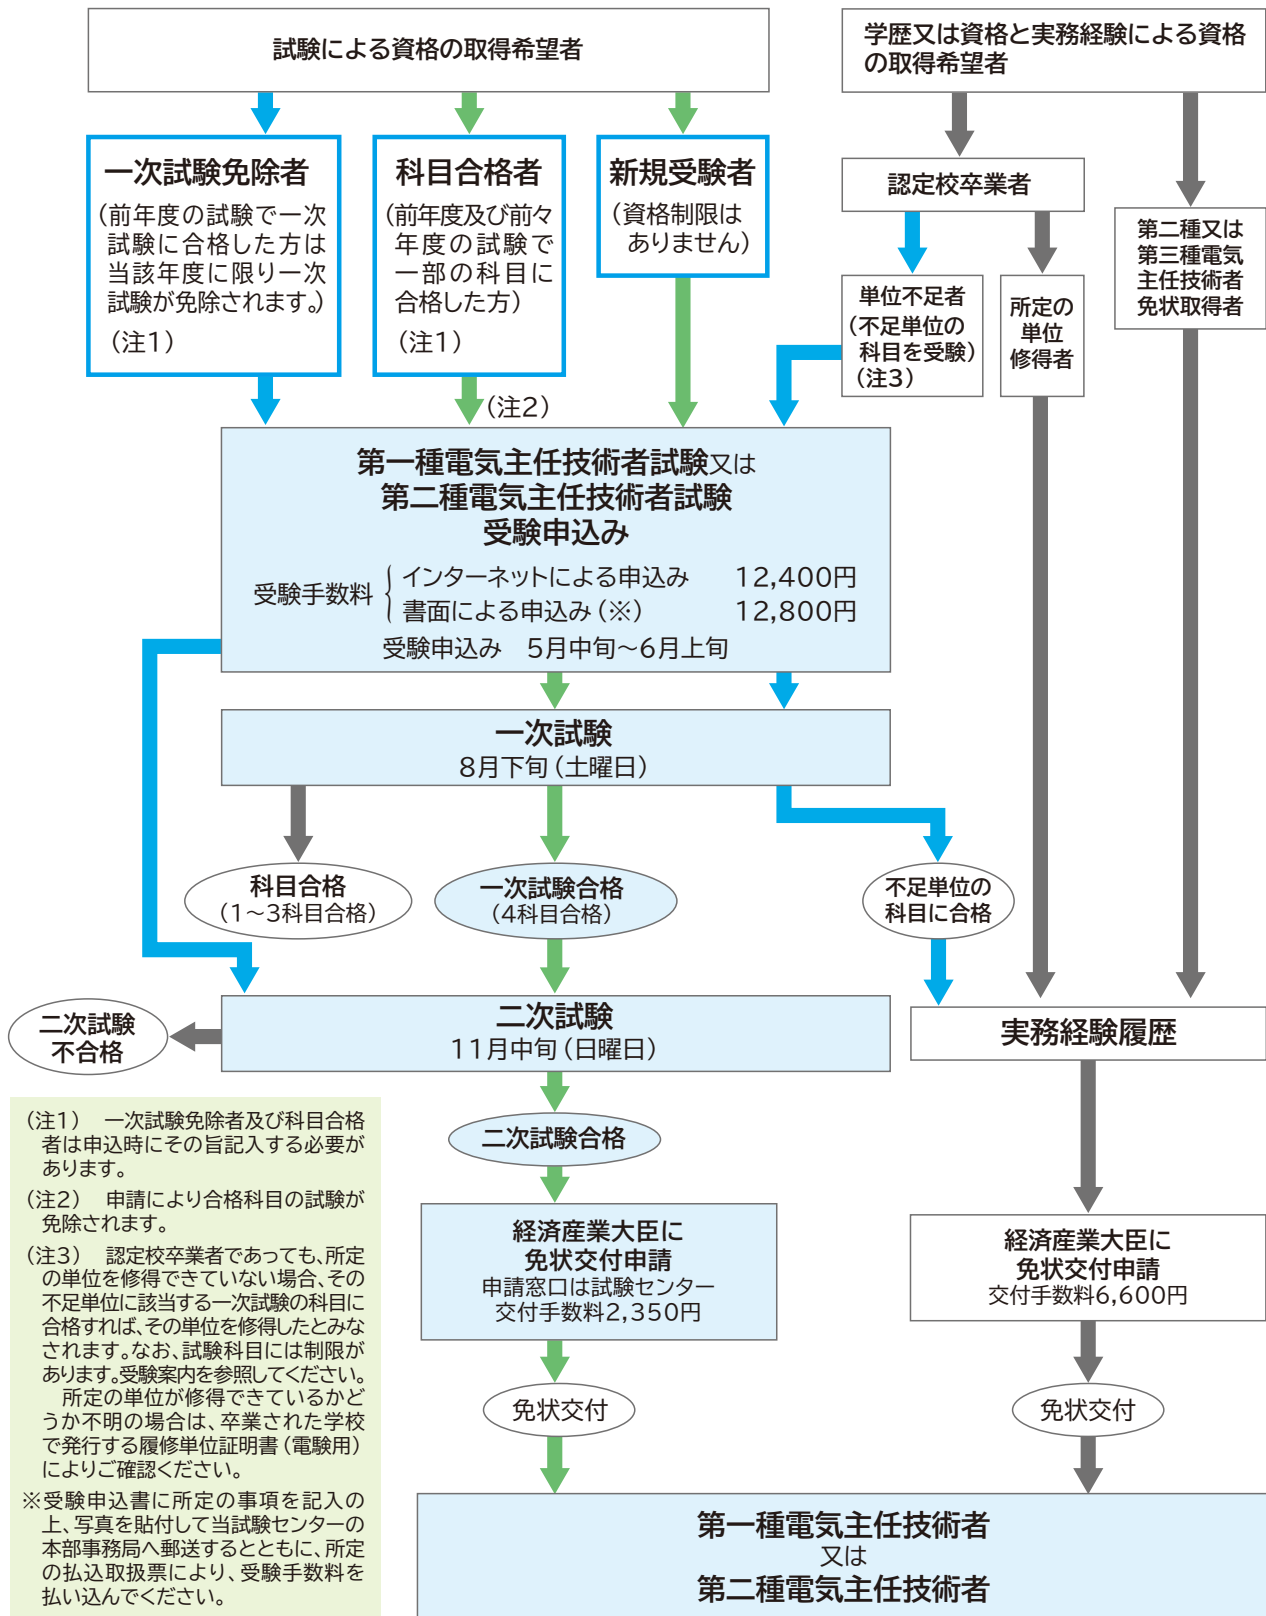 試験による資格の取得希望者
学歴又は資格と実務経験による資格
の取得希望者
一次試験免除者
(前年度の試験で一次
試験に合格した方は
当該年度に限り一次
試験が免除されます。)
(注1)
科目合格者
(前年度及び前々
年度の試験で
一部の科目に
合格した方)
(注1)
新規受験者
(資格制限は
ありません)
認定校卒業者
単位不足者
(不足単位の
科目を受験)
(注3)
所定の
単位
修得者
第二種又は
第三種電気
主任技術者
免状取得者
(注2)
第一種電気主任技術者試験又は
第二種電気主任技術者試験
受験申込み
受験手数料
インターネットによる申込み 12,400円
書面による申込み(※) 12,800円
受験申込み 5月中旬~6月上旬
一次試験
8月下旬(土曜日)
科目合格
(1~3科目合格)
一次試験合格
(4科目合格)
不足単位の
科目に合格
二次試験
11月中旬(日曜日)
二次試験
不合格
実務経験履歴
二次試験合格
経済産業大臣に
免状交付申請
申請窓口は試験センター
交付手数料2,350円
経済産業大臣に
免状交付申請
交付手数料6,600円
免状交付
免状交付
第一種電気主任技術者
又は
第二種電気主任技術者
(注1) 一次試験免除者及び科目合格
者は申込時にその旨記入する必要が
あります。
(注2) 申請により合格科目の試験が
免除されます。
(注3) 認定校卒業者であっても、所定
の単位を修得できていない場合、その
不足単位に該当する一次試験の科目に
合格すれば、その単位を修得したとみな
されます。なお、試験科目には制限が
あります。受験案内を参照してください。
所定の単位が修得できているかど
うか不明の場合は、卒業された学校
で発行する履修単位証明書(電験用)
によりご確認ください。
※受験申込書に所定の事項を記入の
上、写真を貼付して当試験センターの
本部事務局へ郵送するとともに、所定
の払込取扱票により、受験手数料を
払い込んでください。